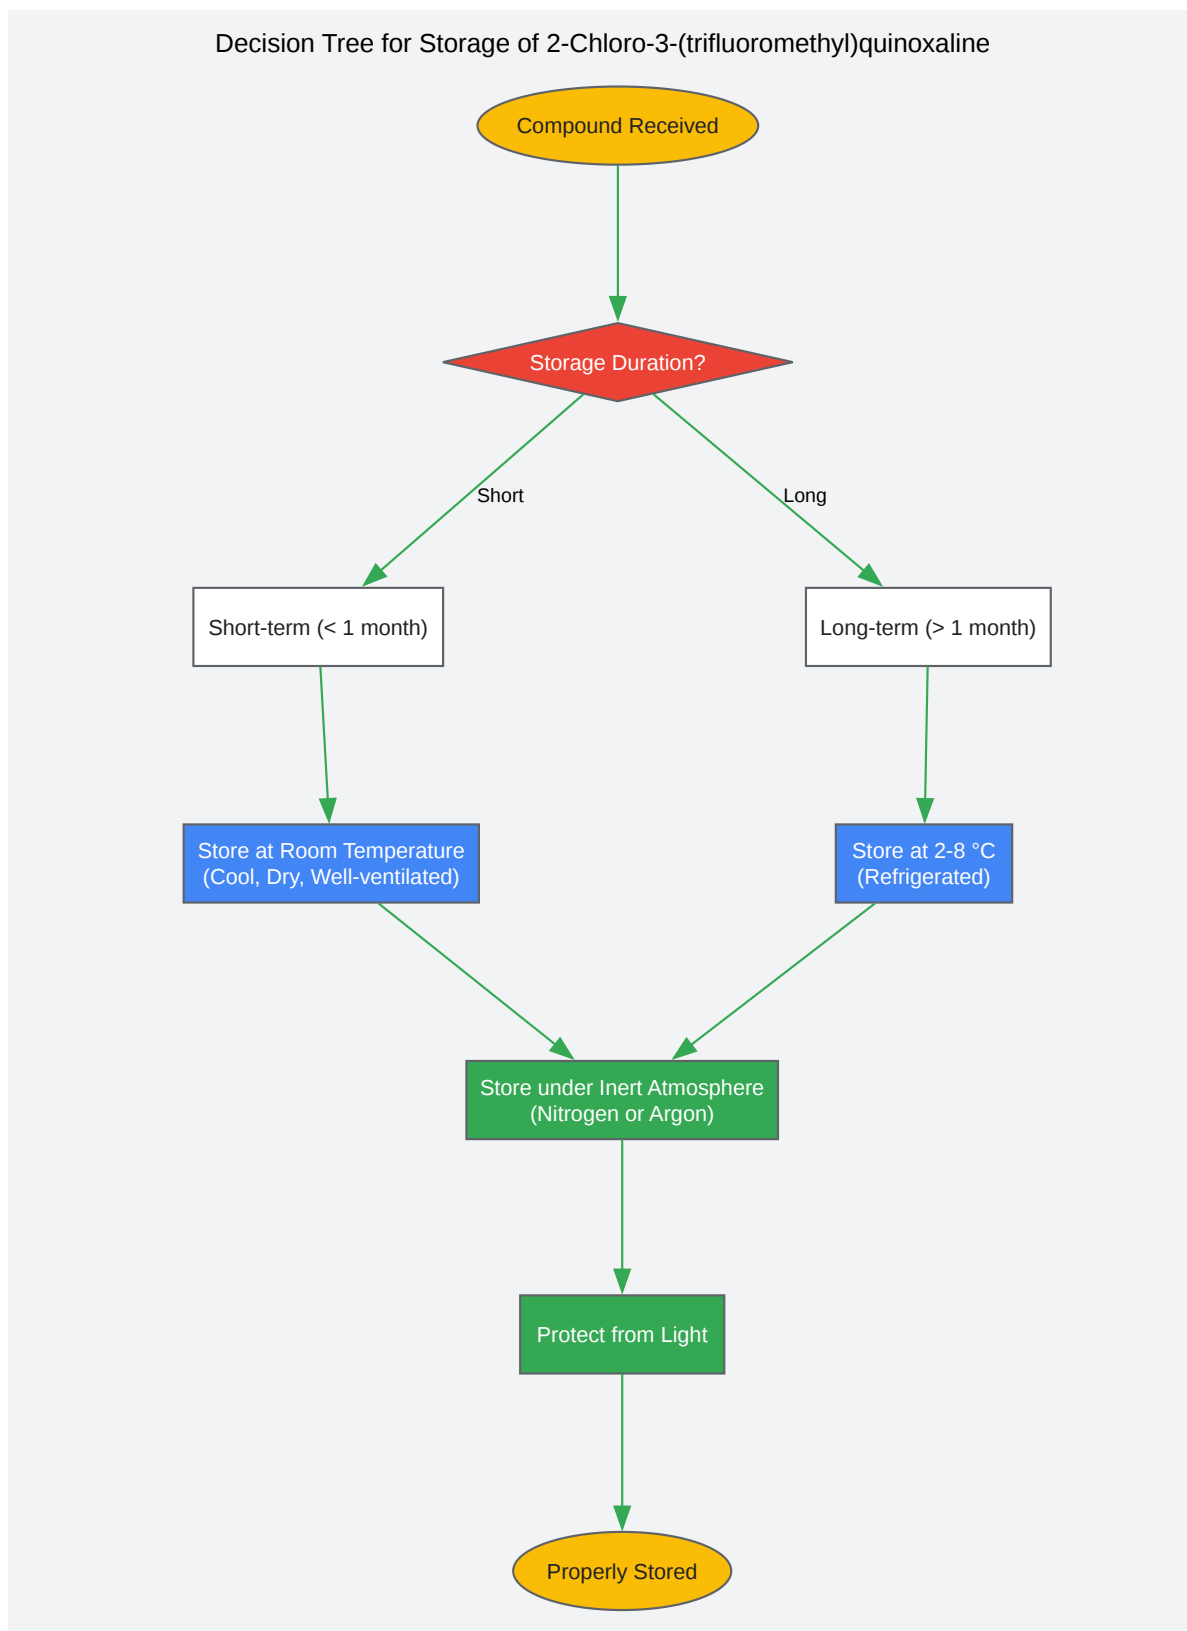 Decision Tree for Storage of 2-Chloro-3-(trifluoromethyl)quinoxaline
Compound Received
Storage Duration?
Short
Long
Short-term (< 1 month)
Long-term (> 1 month)
Store at Room Temperature
(Cool, Dry, Well-ventilated)
Store at 2-8 °C
(Refrigerated)
Store under Inert Atmosphere
(Nitrogen or Argon)
Protect from Light
Properly Stored